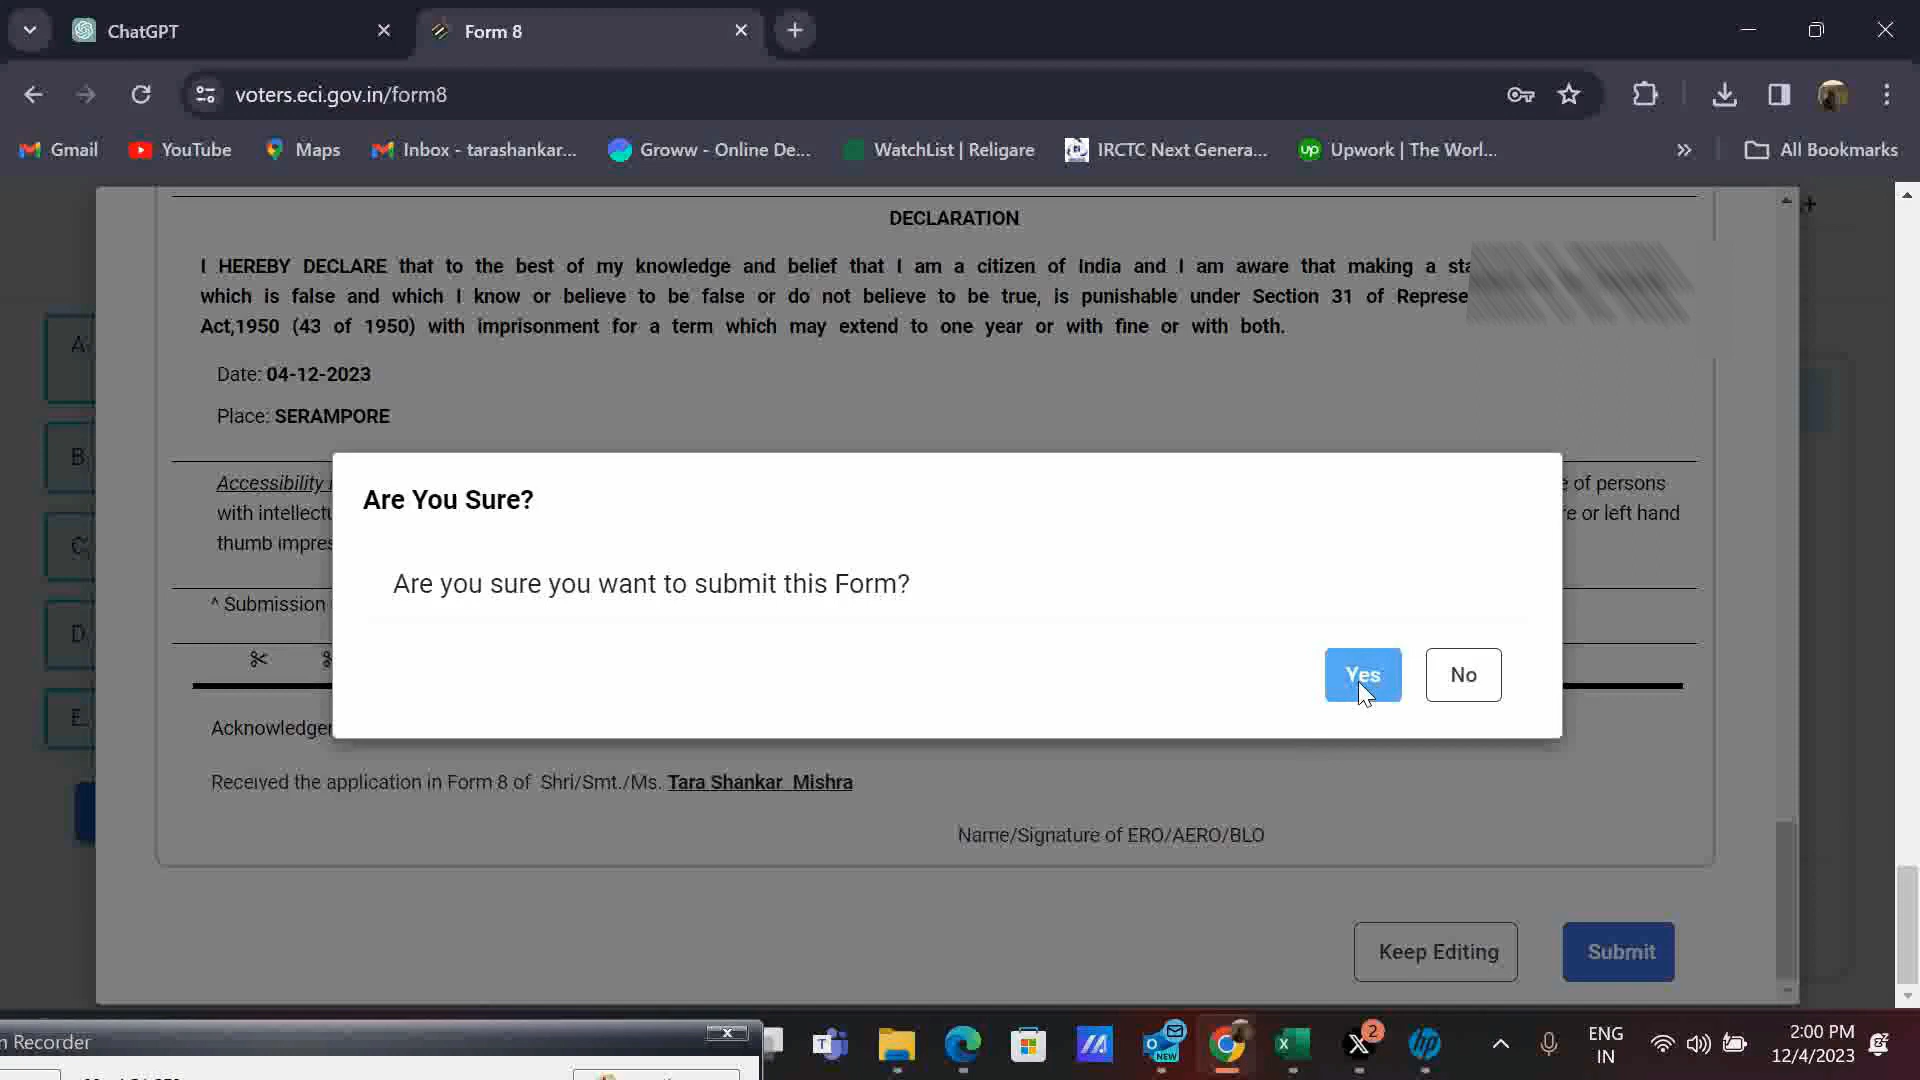 ChatGPT
Form 8
voters.eci.gov.in/form8
Gmail
YouTube
Maps
Inbox - tarashankar...
Groww - Online De...
WatchList | Religare
IRCTC Next Genera...
up Upwork | The Worl...
All Bookmarks
DECLARATION
I HEREBY DECLARE that to the best of my knowledge and belief that I am a citizen of India and I am aware that making a sta
which is false and which I know or believe to be false or do not believe to be true, is punishable under Section 31 of Represe
Act,1950 (43 of 1950) with imprisonment for a term which may extend to one year or with fine or with both.
Date: 04-12-2023
Place: SERAMPORE
A
B
C
D
E
Accessibility
e of persons
with intellectu
re or left hand
thumb impres
Are You Sure?
Are you sure you want to submit this Form?
Yes
No
^ Submission
Acknowledge
Received the application in Form 8 of Shri/Smt./Ms. Tara Shankar Mishra
Name/Signature of ERO/AERO/BLO
Keep Editing
Submit
n Recorder
NEW
2
ENG
IN
2:00 PM
12/4/2023